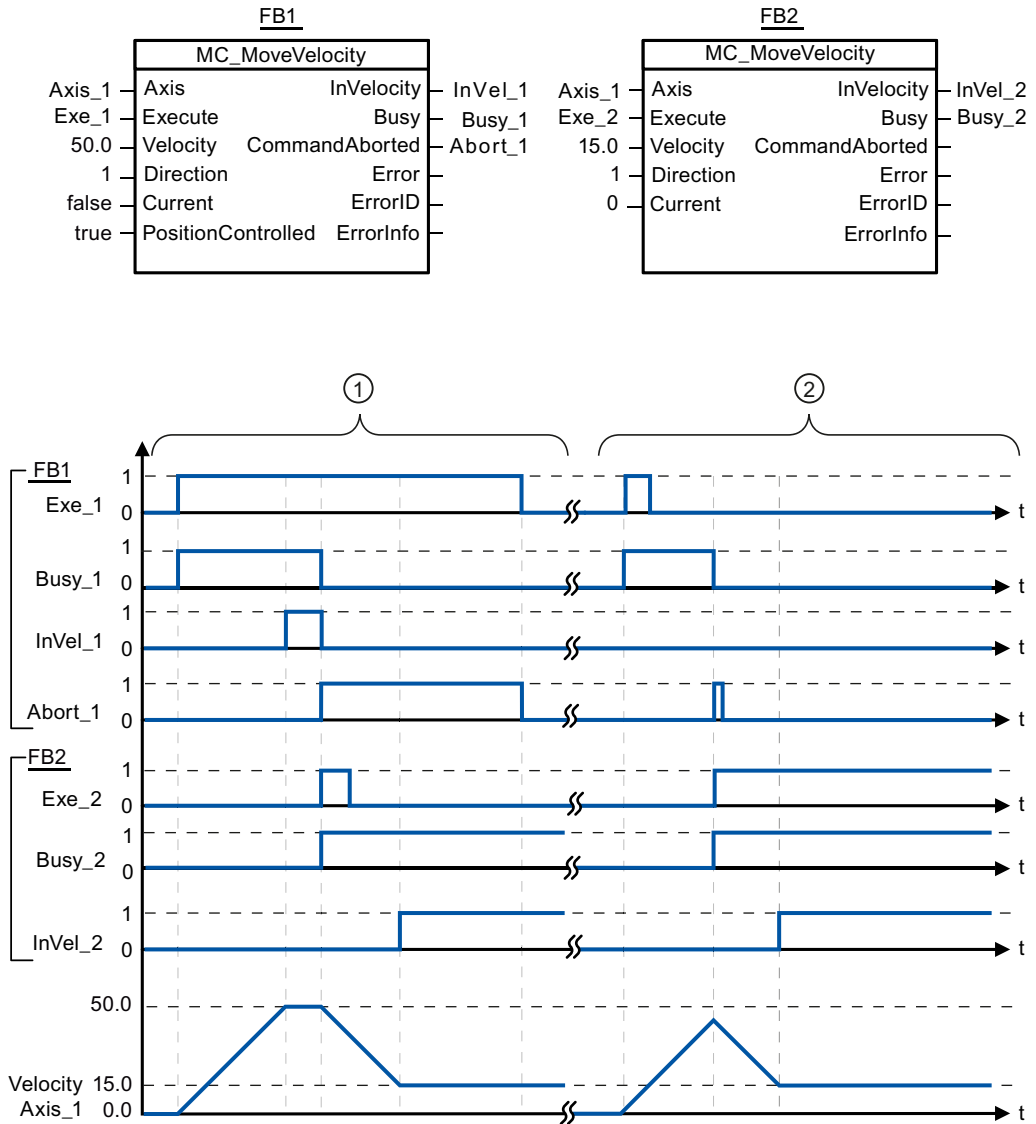 FB1 FB2
MC_MoveVelocity MC_MoveVelocity
Axis_1 Axis InVelocity InVel_1 Axis_1 Axis InVelocity InVel_2
Exe_1 Execute Busy Busy_1 Exe_2 Execute Busy Busy_2
50.0 Velocity CommandAborted Abort_1 15.0 Velocity CommandAborted
1 Direction Error 1 Direction Error
false Current ErrorID 0 Current ErrorID
true PositionControlled ErrorInfo ErrorInfo
1 2
FB1
1
Exe_1 0 t
1
Busy_1 0 t
1
InVel_1 0 t
1
Abort_1 0 t
FB2
1
Exe_2 0 t
1
Busy_2 0 t
1
InVel_2 0 t
50.0
Velocity 15.0
Axis_1 0.0 t